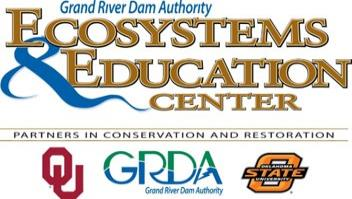 Grand River Dam Authority
ECOSYSTEMS
& EDUCATION
CENTER
PARTNERS IN CONSERVATION AND RESTORATION
OU GRDA OKLAHOMA
STATE
UNIVERSITY
Grand River Dam Authority